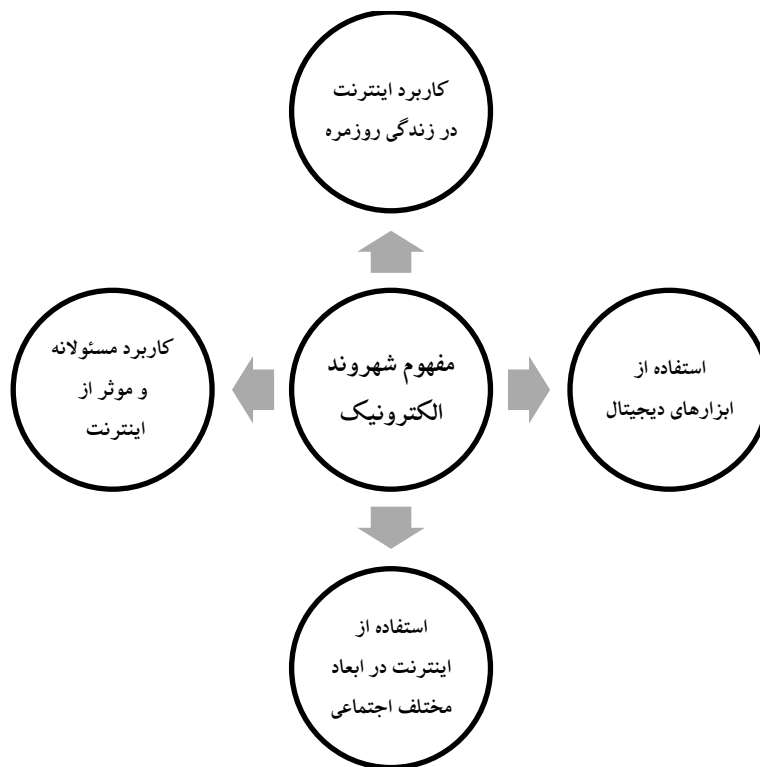 کاربرد اینترنت
در زندگی روزمره
مفهوم شهروند
الکترونیک
استفاده از
ابزارهای دیجیتال
کاربرد مسئولانه
و موثر از
اینترنت
استفاده از
اینترنت در ابعاد
مختلف اجتماعی